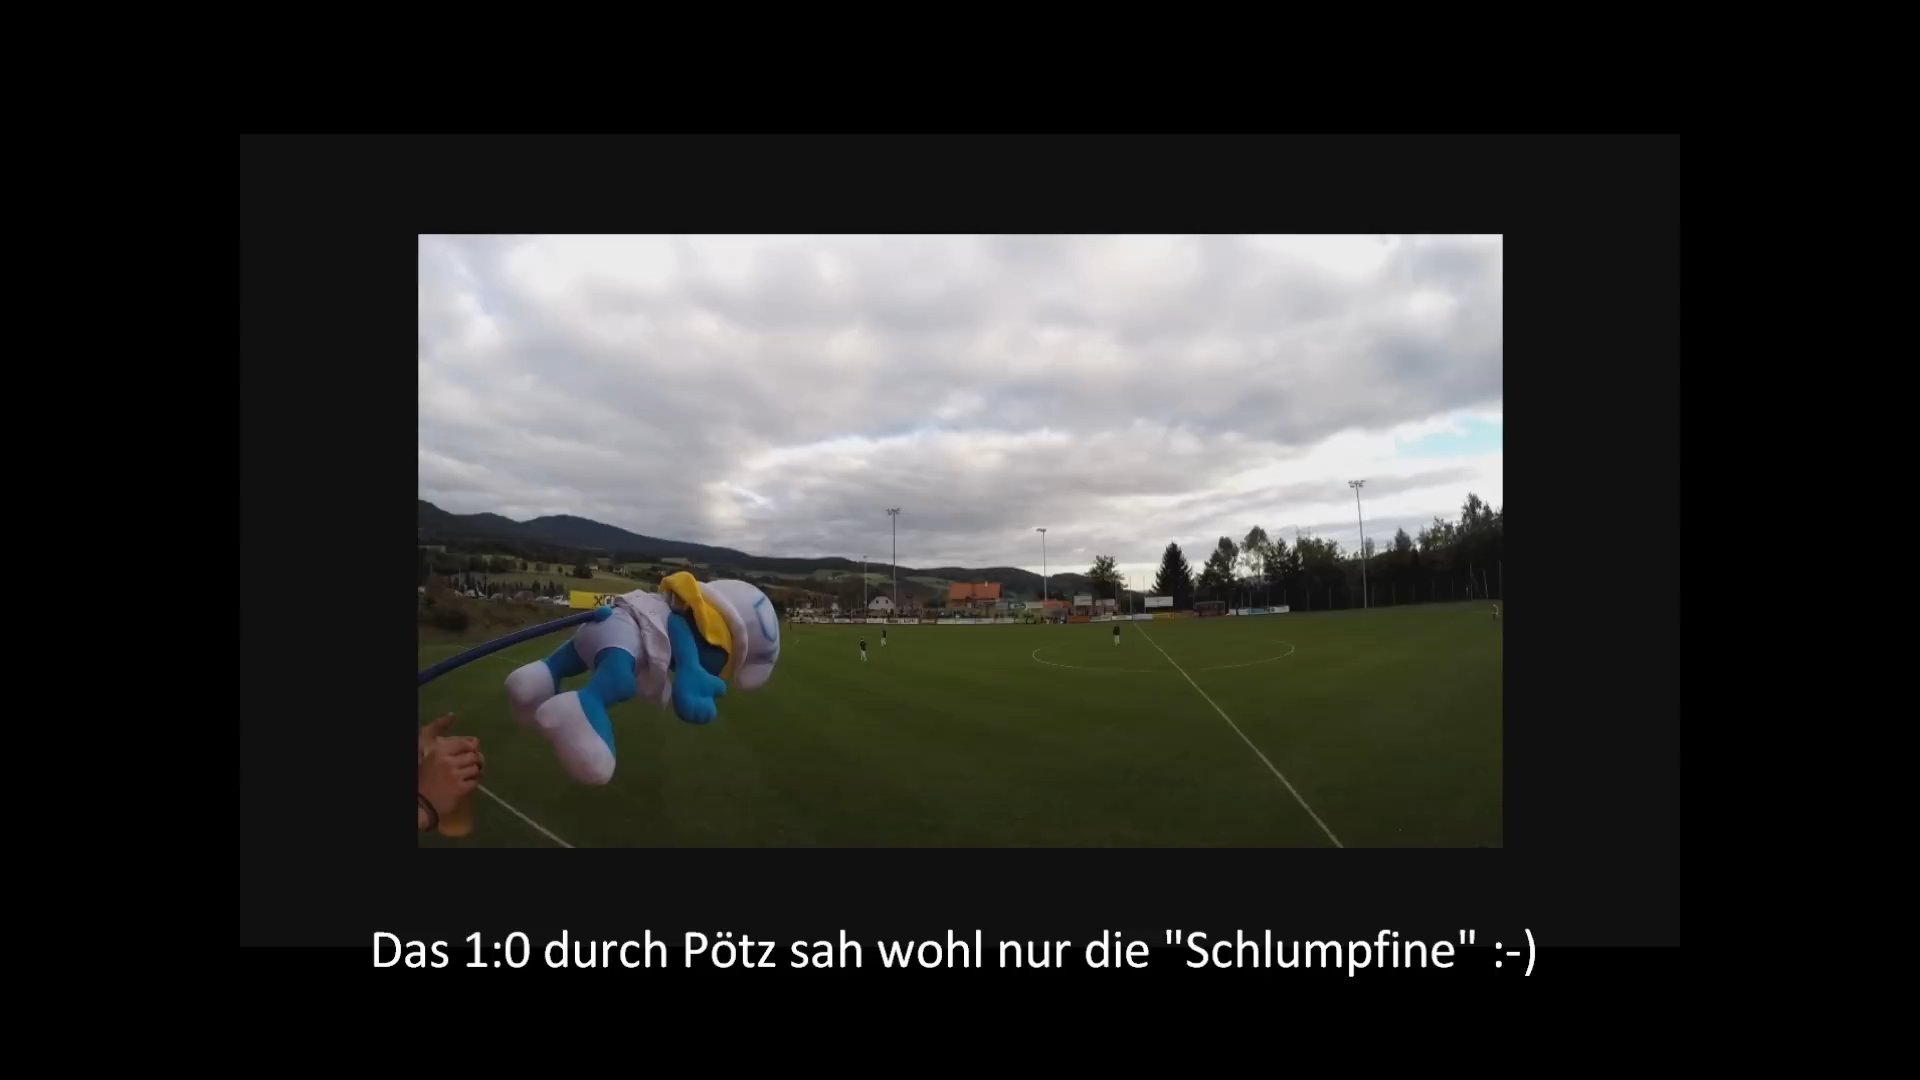 Das 1:0 durch Pötz sah wohl nur die "Schlumpfine" :-)